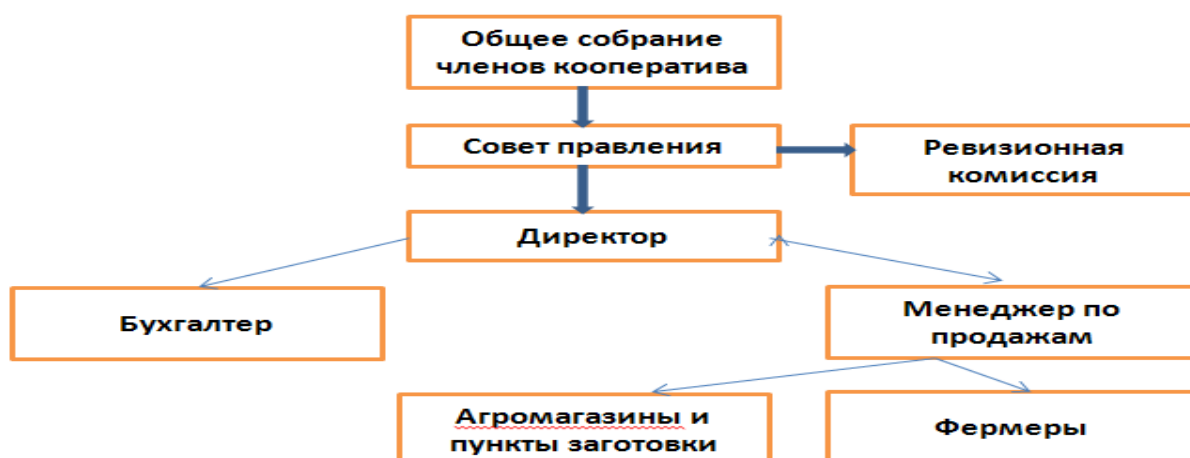 Общее собрание
членов кооператива
Совет правления
Ревизионная
комиссия
Директор
Бухгалтер
Менеджер по
продажам
Агромагазины и
пункты заготовки
Фермеры